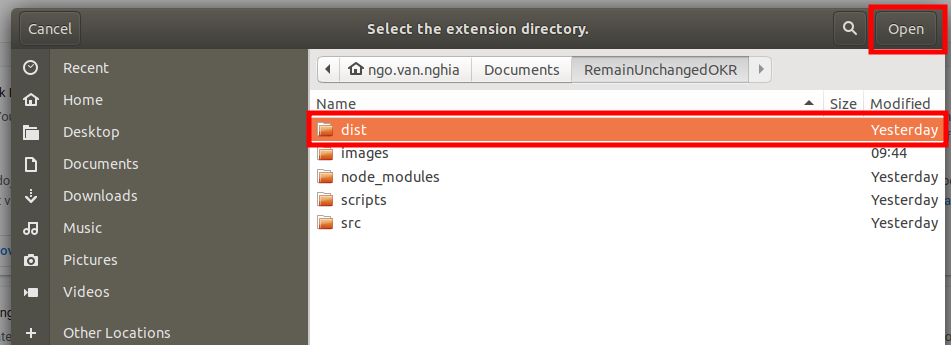 Cancel
Select the extension directory.
Open
Recent
Home
Desktop
Documents
Downloads
Music
Pictures
Videos
Other Locations
ngo.van.nghia Documents RemainUnchangedOKR
Name Size Modified
dist Yesterday
images 09:44
node_modules Yesterday
scripts Yesterday
src Yesterday